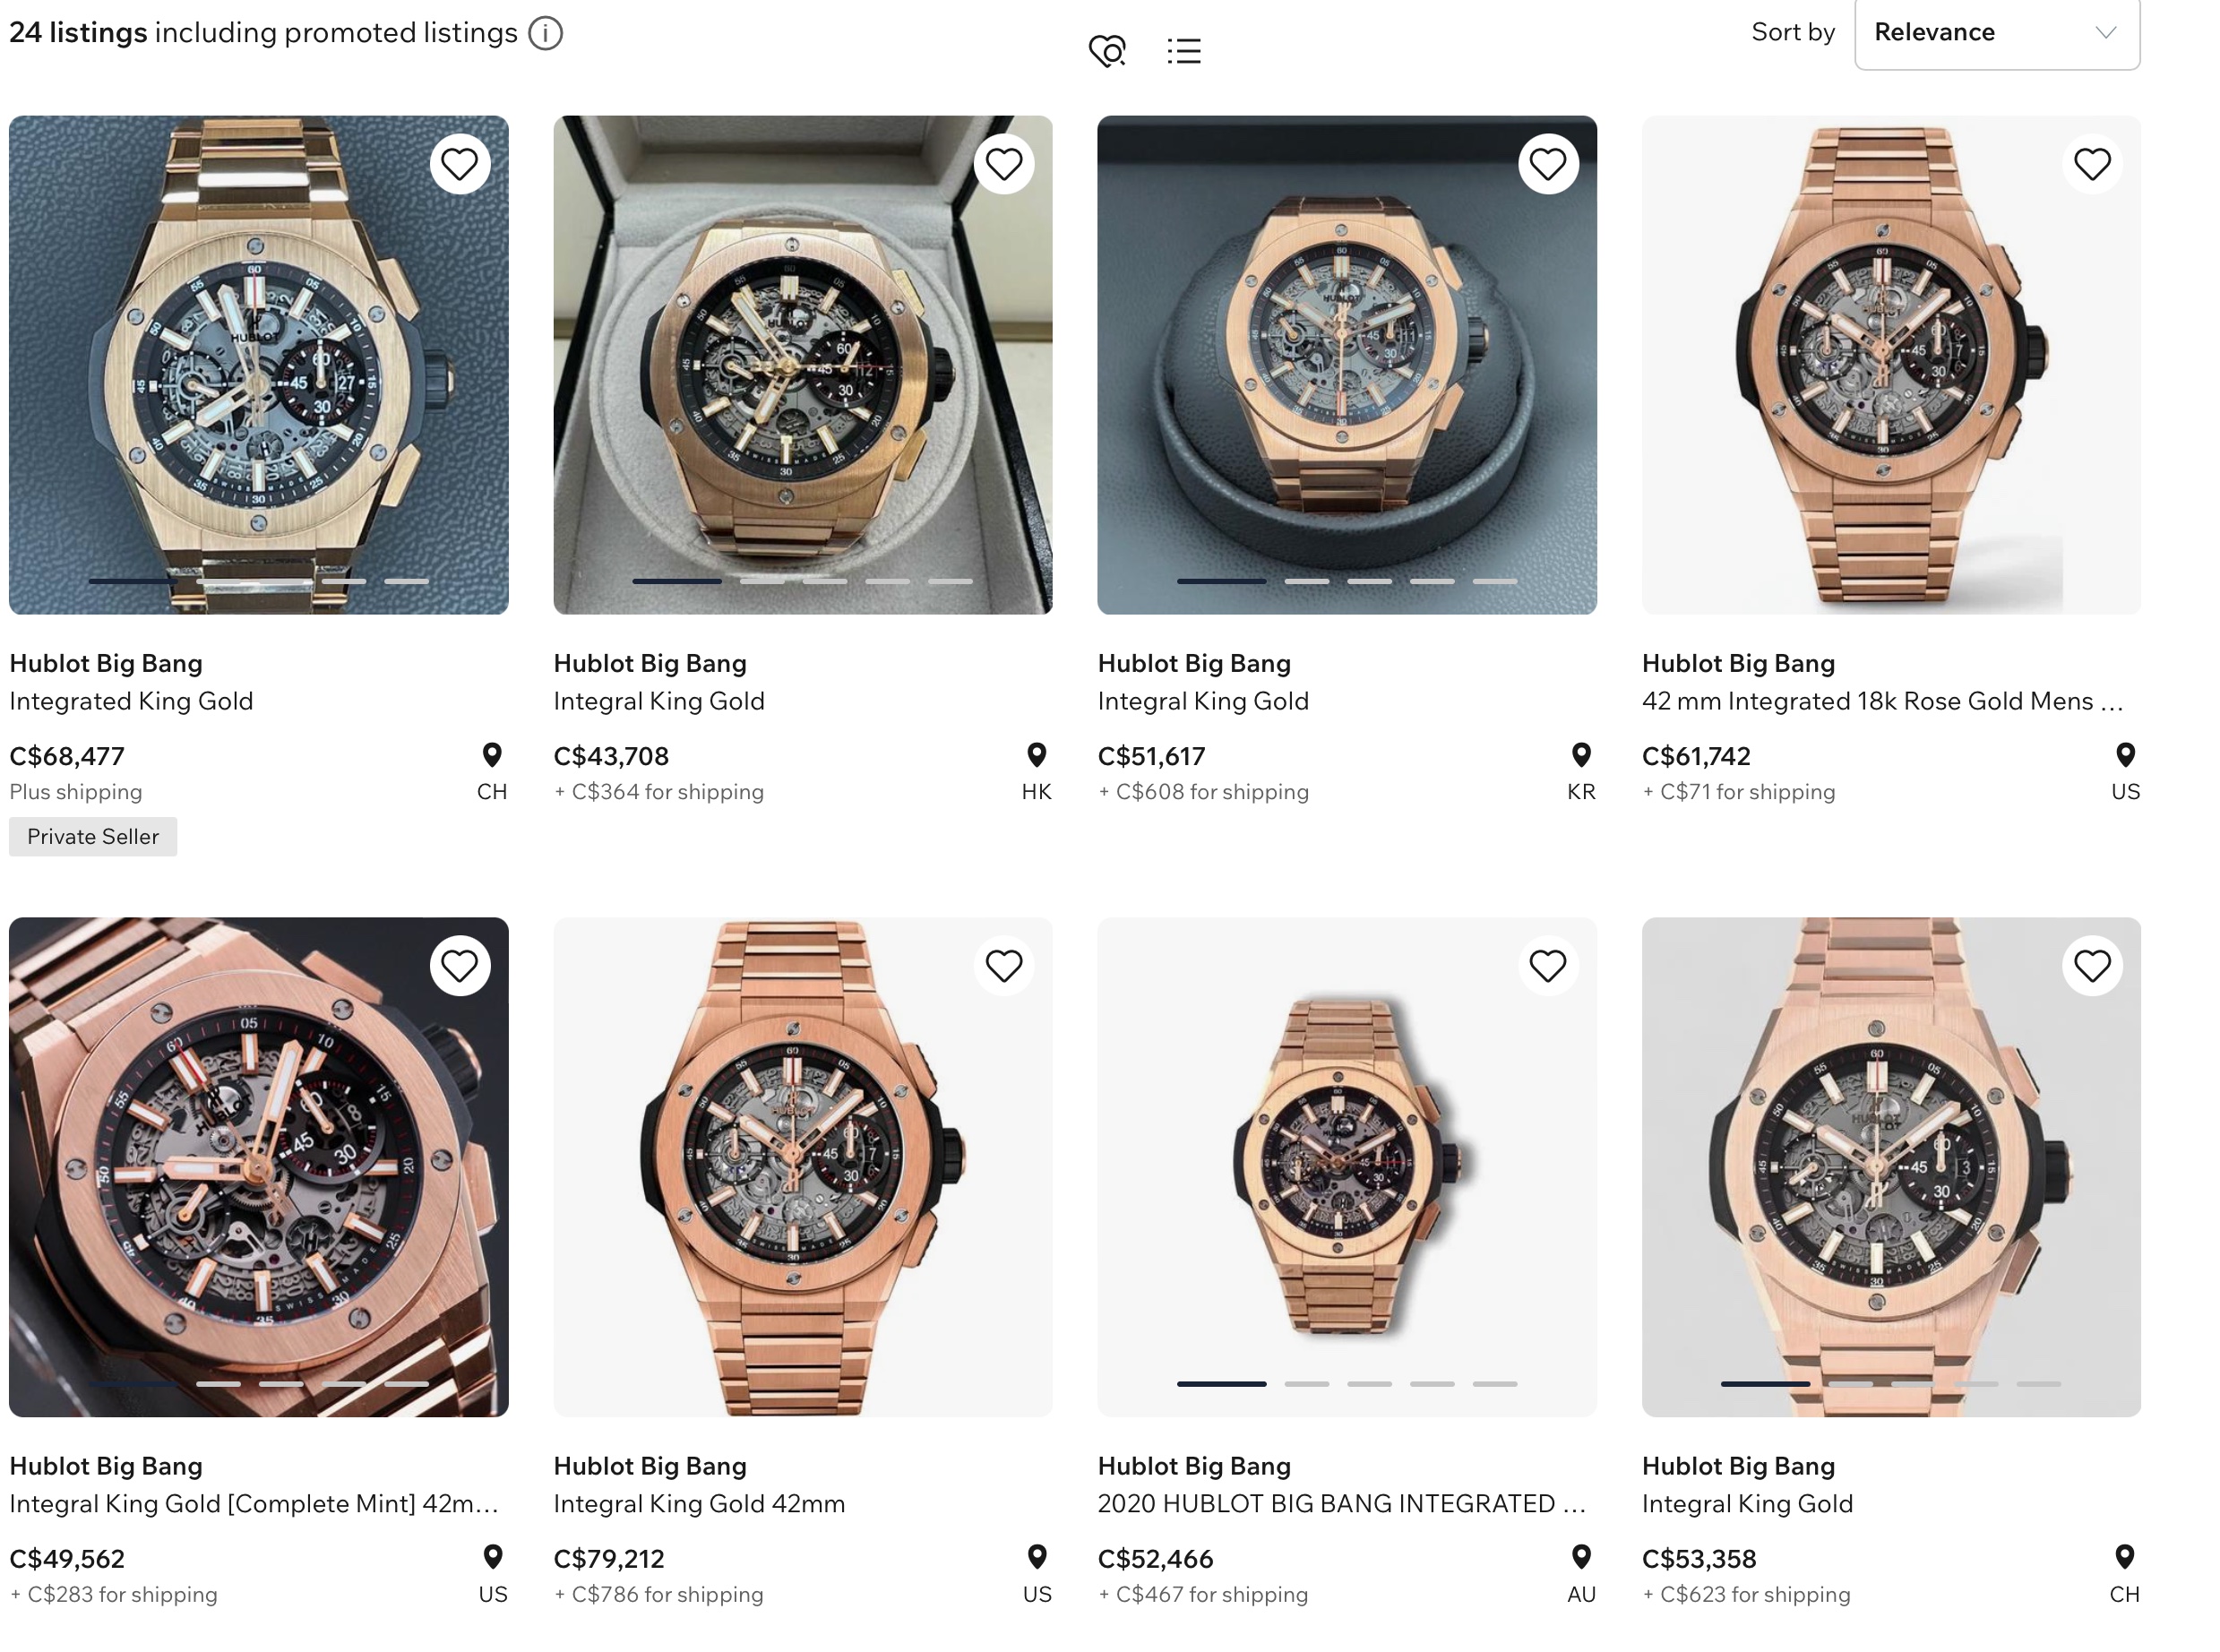 24 listings including promoted listings
Sort by
Relevance
Hublot Big Bang
Integrated King Gold
C$68,477
Plus shipping
CH
Private Seller
Hublot Big Bang
Integral King Gold
C$43,708
+ C$364 for shipping
HK
Hublot Big Bang
Integral King Gold
C$51,617
+ C$608 for shipping
KR
Hublot Big Bang
42 mm Integrated 18k Rose Gold Mens ...
C$61,742
+ C$71 for shipping
US
Hublot Big Bang
Integral King Gold [Complete Mint] 42m...
C$49,562
+ C$283 for shipping
US
Hublot Big Bang
Integral King Gold 42mm
C$79,212
+ C$786 for shipping
US
Hublot Big Bang
2020 HUBLOT BIG BANG INTEGRATED ...
C$52,466
+ C$467 for shipping
AU
Hublot Big Bang
Integral King Gold
C$53,358
+ C$623 for shipping
CH